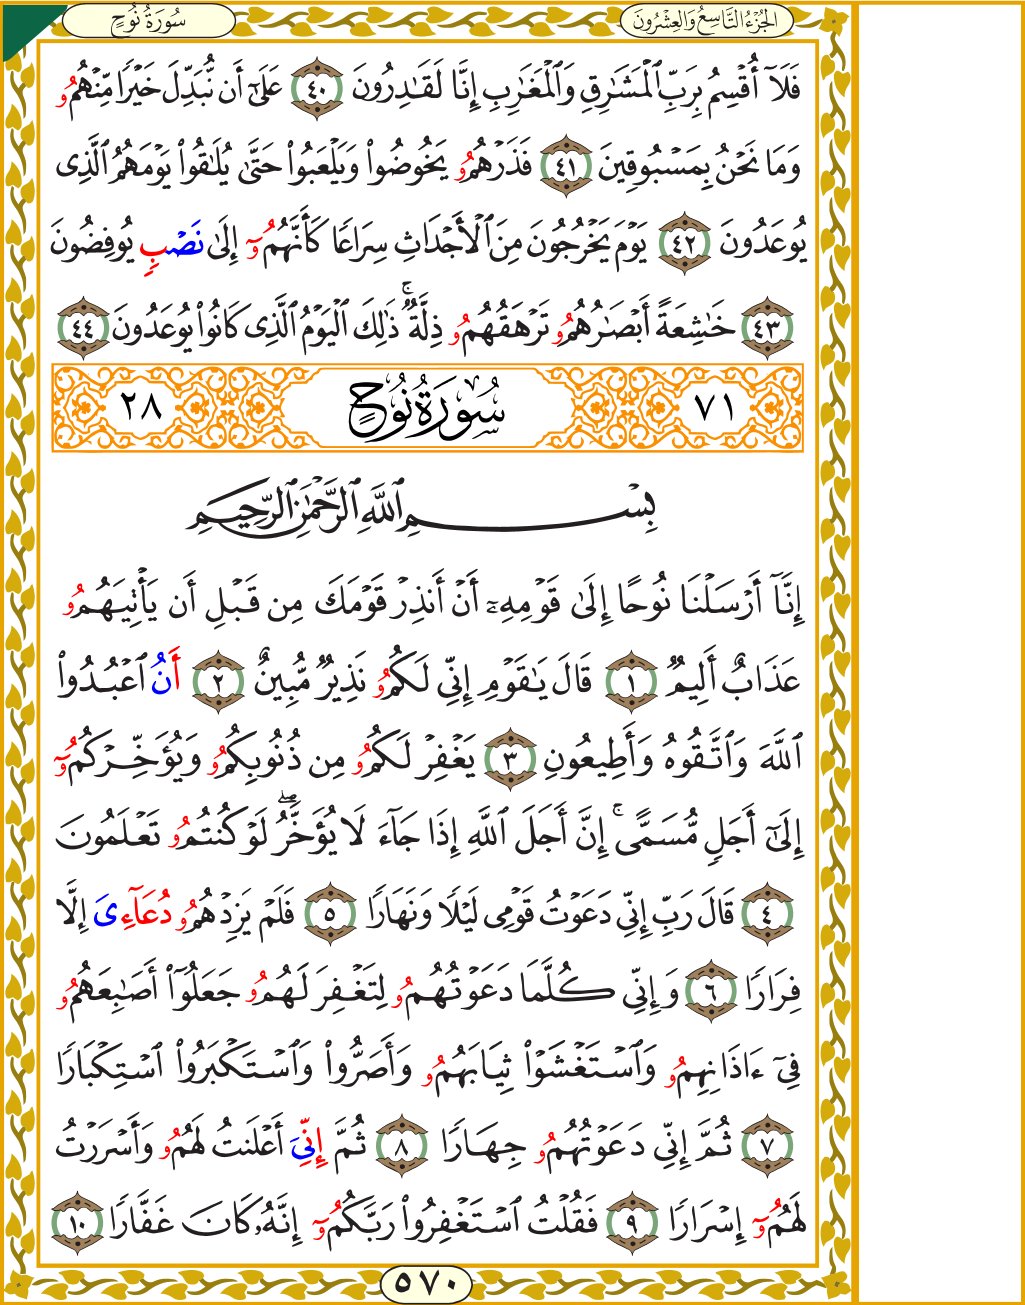 الجُزْءُ التَّاسِعُ وَالعِشْرُونَ
سُورَةُ نُوحٍ
فَلَآ أُقْسِمُ بِرَبِّ ٱلْمَشَٰرِقِ وَٱلْمَغَٰرِبِ إِنَّا لَقَٰدِرُونَ ٤٠ عَلَىٰٓ أَن نُّبَدِّلَ خَيْرًا مِّنْهُمُۥ
وَمَا نَحْنُ بِمَسْبُوقِينَ ٤١ فَذَرْهُمُۥ يَخُوضُوا۟ وَيَلْعَبُوا۟ حَتَّىٰ يُلَٰقُوا۟ يَوْمَهُمُ ٱلَّذِى
يُوعَدُونَ ٤٢ يَوْمَ يَخْرُجُونَ مِنَ ٱلْأَجْدَاثِ سِرَاعًا كَأَنَّهُمُۥٓ إِلَىٰ نَصْبٍ يُوفِضُونَ
٤٣ خَٰشِعَةً أَبْصَٰرُهُمُۥ تَرْهَقُهُمُۥ ذِلَّةٌ ۚ ذَٰلِكَ ٱلْيَوْمُ ٱلَّذِى كَانُوا۟ يُوعَدُونَ ٤٤
٧١ سُورَةُ نُوحٍ ٢٨
بِسْمِ ٱللَّهِ ٱلرَّحْمَٰنِ ٱلرَّحِيمِ
إِنَّآ أَرْسَلْنَا نُوحًا إِلَىٰ قَوْمِهِۦٓ أَنْ أَنذِرْ قَوْمَكَ مِن قَبْلِ أَن يَأْتِيَهُمُۥ
عَذَابٌ أَلِيمٌ ١ قَالَ يَٰقَوْمِ إِنِّى لَكُمُۥ نَذِيرٌ مُّبِينٌ ٢ أَنُ ٱعْبُدُوا۟
ٱللَّهَ وَٱتَّقُوهُ وَأَطِيعُونِ ٣ يَغْفِرْ لَكُمُۥ مِن ذُنُوبِكُمُۥ وَيُؤَخِّرْكُمُۥٓ
إِلَىٰٓ أَجَلٍ مُّسَمًّى ۚ إِنَّ أَجَلَ ٱللَّهِ إِذَا جَآءَ لَا يُؤَخَّرُ ۖ لَوْ كُنتُمُۥ تَعْلَمُونَ
٤ قَالَ رَبِّ إِنِّى دَعَوْتُ قَوْمِى لَيْلًا وَنَهَارًا ٥ فَلَمْ يَزِدْهُمُۥ دُعَآءِىَ إِلَّا
فِرَارًا ٦ وَإِنِّى كُلَّمَا دَعَوْتُهُمُۥ لِتَغْفِرَ لَهُمُۥ جَعَلُوٓا۟ أَصَٰبِعَهُمُۥ
فِىٓ ءَاذَانِهِمُۥ وَٱسْتَغْشَوْا۟ ثِيَابَهُمُۥ وَأَصَرُّوا۟ وَٱسْتَكْبَرُوا۟ ٱسْتِكْبَارًا
٧ ثُمَّ إِنِّى دَعَوْتُهُمُۥ جِهَارًا ٨ ثُمَّ إِنِّىَ أَعْلَنتُ لَهُمُۥ وَأَسْرَرْتُ
لَهُمُۥٓ إِسْرَارًا ٩ فَقُلْتُ ٱسْتَغْفِرُوا۟ رَبَّكُمُۥٓ إِنَّهُۥ كَانَ غَفَّارًا ١٠
٥٧٠